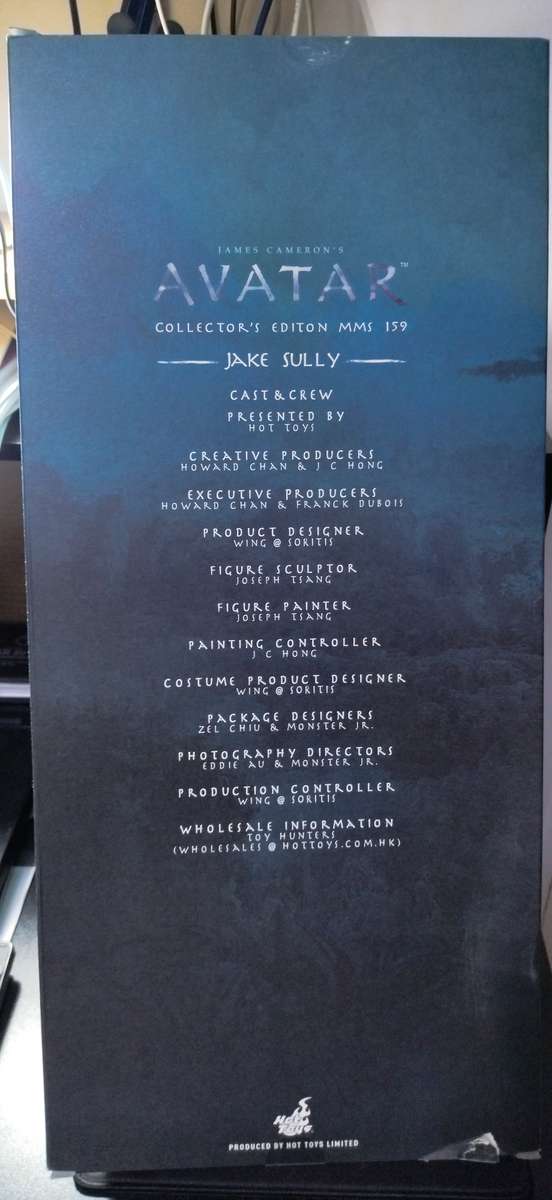 JAMES CAMERON'S
AVATAR™
COLLECTOR'S EDITON MMS 159
JAKE SULLY
CAST & CREW
PRESENTED BY
HOT TOYS
CREATIVE PRODUCERS
HOWARD CHAN & J C HONG
EXECUTIVE PRODUCERS
HOWARD CHAN & FRANCK DUBOIS
PRODUCT DESIGNER
WING @ SORITIS
FIGURE SCULPTOR
JOSEPH TSANG
FIGURE PAINTER
JOSEPH TSANG
PAINTING CONTROLLER
J C HONG
COSTUME PRODUCT DESIGNER
WING @ SORITIS
PACKAGE DESIGNERS
ZEL CHIU & MONSTER JR.
PHOTOGRAPHY DIRECTORS
EDDIE AU & MONSTER JR.
PRODUCTION CONTROLLER
WING @ SORITIS
WHOLESALE INFORMATION
TOY HUNTERS
(WHOLESALES @ HOTTOYS.COM.HK)
HOT
TOYS
PRODUCED BY HOT TOYS LIMITED